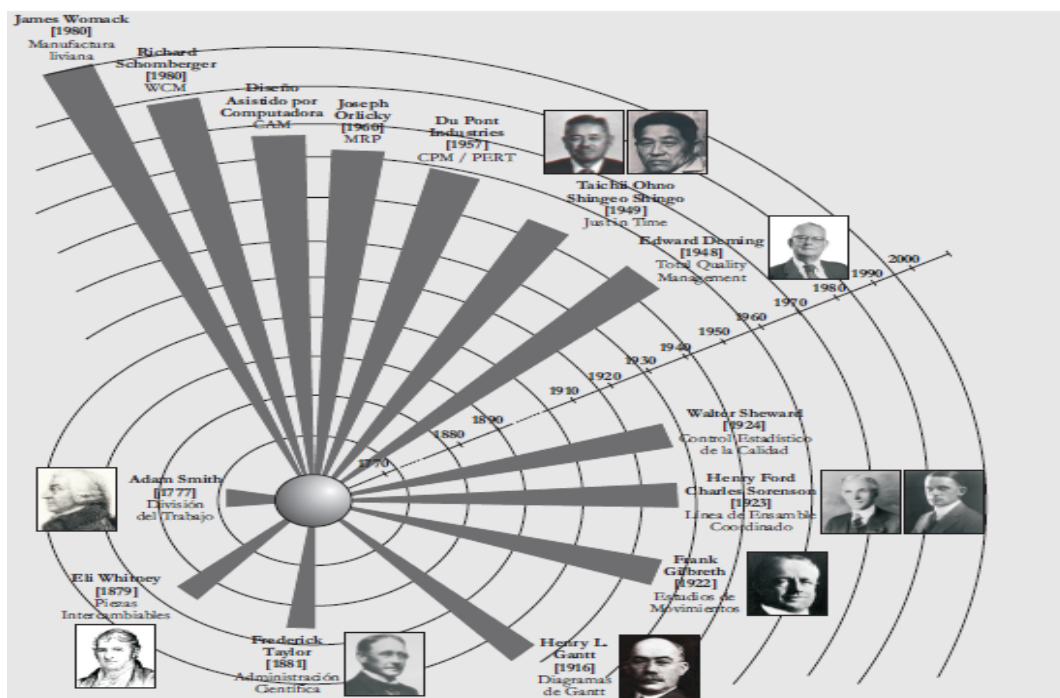 James Womack
[1980]
Manufactura
liviana
Richard
Schomberger
[1980]
WCM
Diseño
Asistido por
Computadora
CAM
Joseph
Orlicky
[1960]
MRP
Du Pont
Industries
[1957]
CPM / PERT
Taichii Ohno
Shingeo Shingo
[1949]
Just in Time
Edward Deming
[1948]
Total Quality
Management
2000
1990
1980
1970
1960
1950
1940
1930
1920
1910
1890
1880
1770
Walter Sheward
[1924]
Control Estadístico
de la Calidad
Henry Ford
Charles Sorenson
[1923]
Línea de Ensamble
Coordinado
Frank
Gilbreth
[1922]
Estudios de
Movimientos
Henry L.
Gantt
[1916]
Diagramas
de Gantt
Frederick
Taylor
[1881]
Administración
Científica
Eli Whitney
[1879]
Piezas
Intercambiables
Adam Smith
[1777]
División
del Trabajo